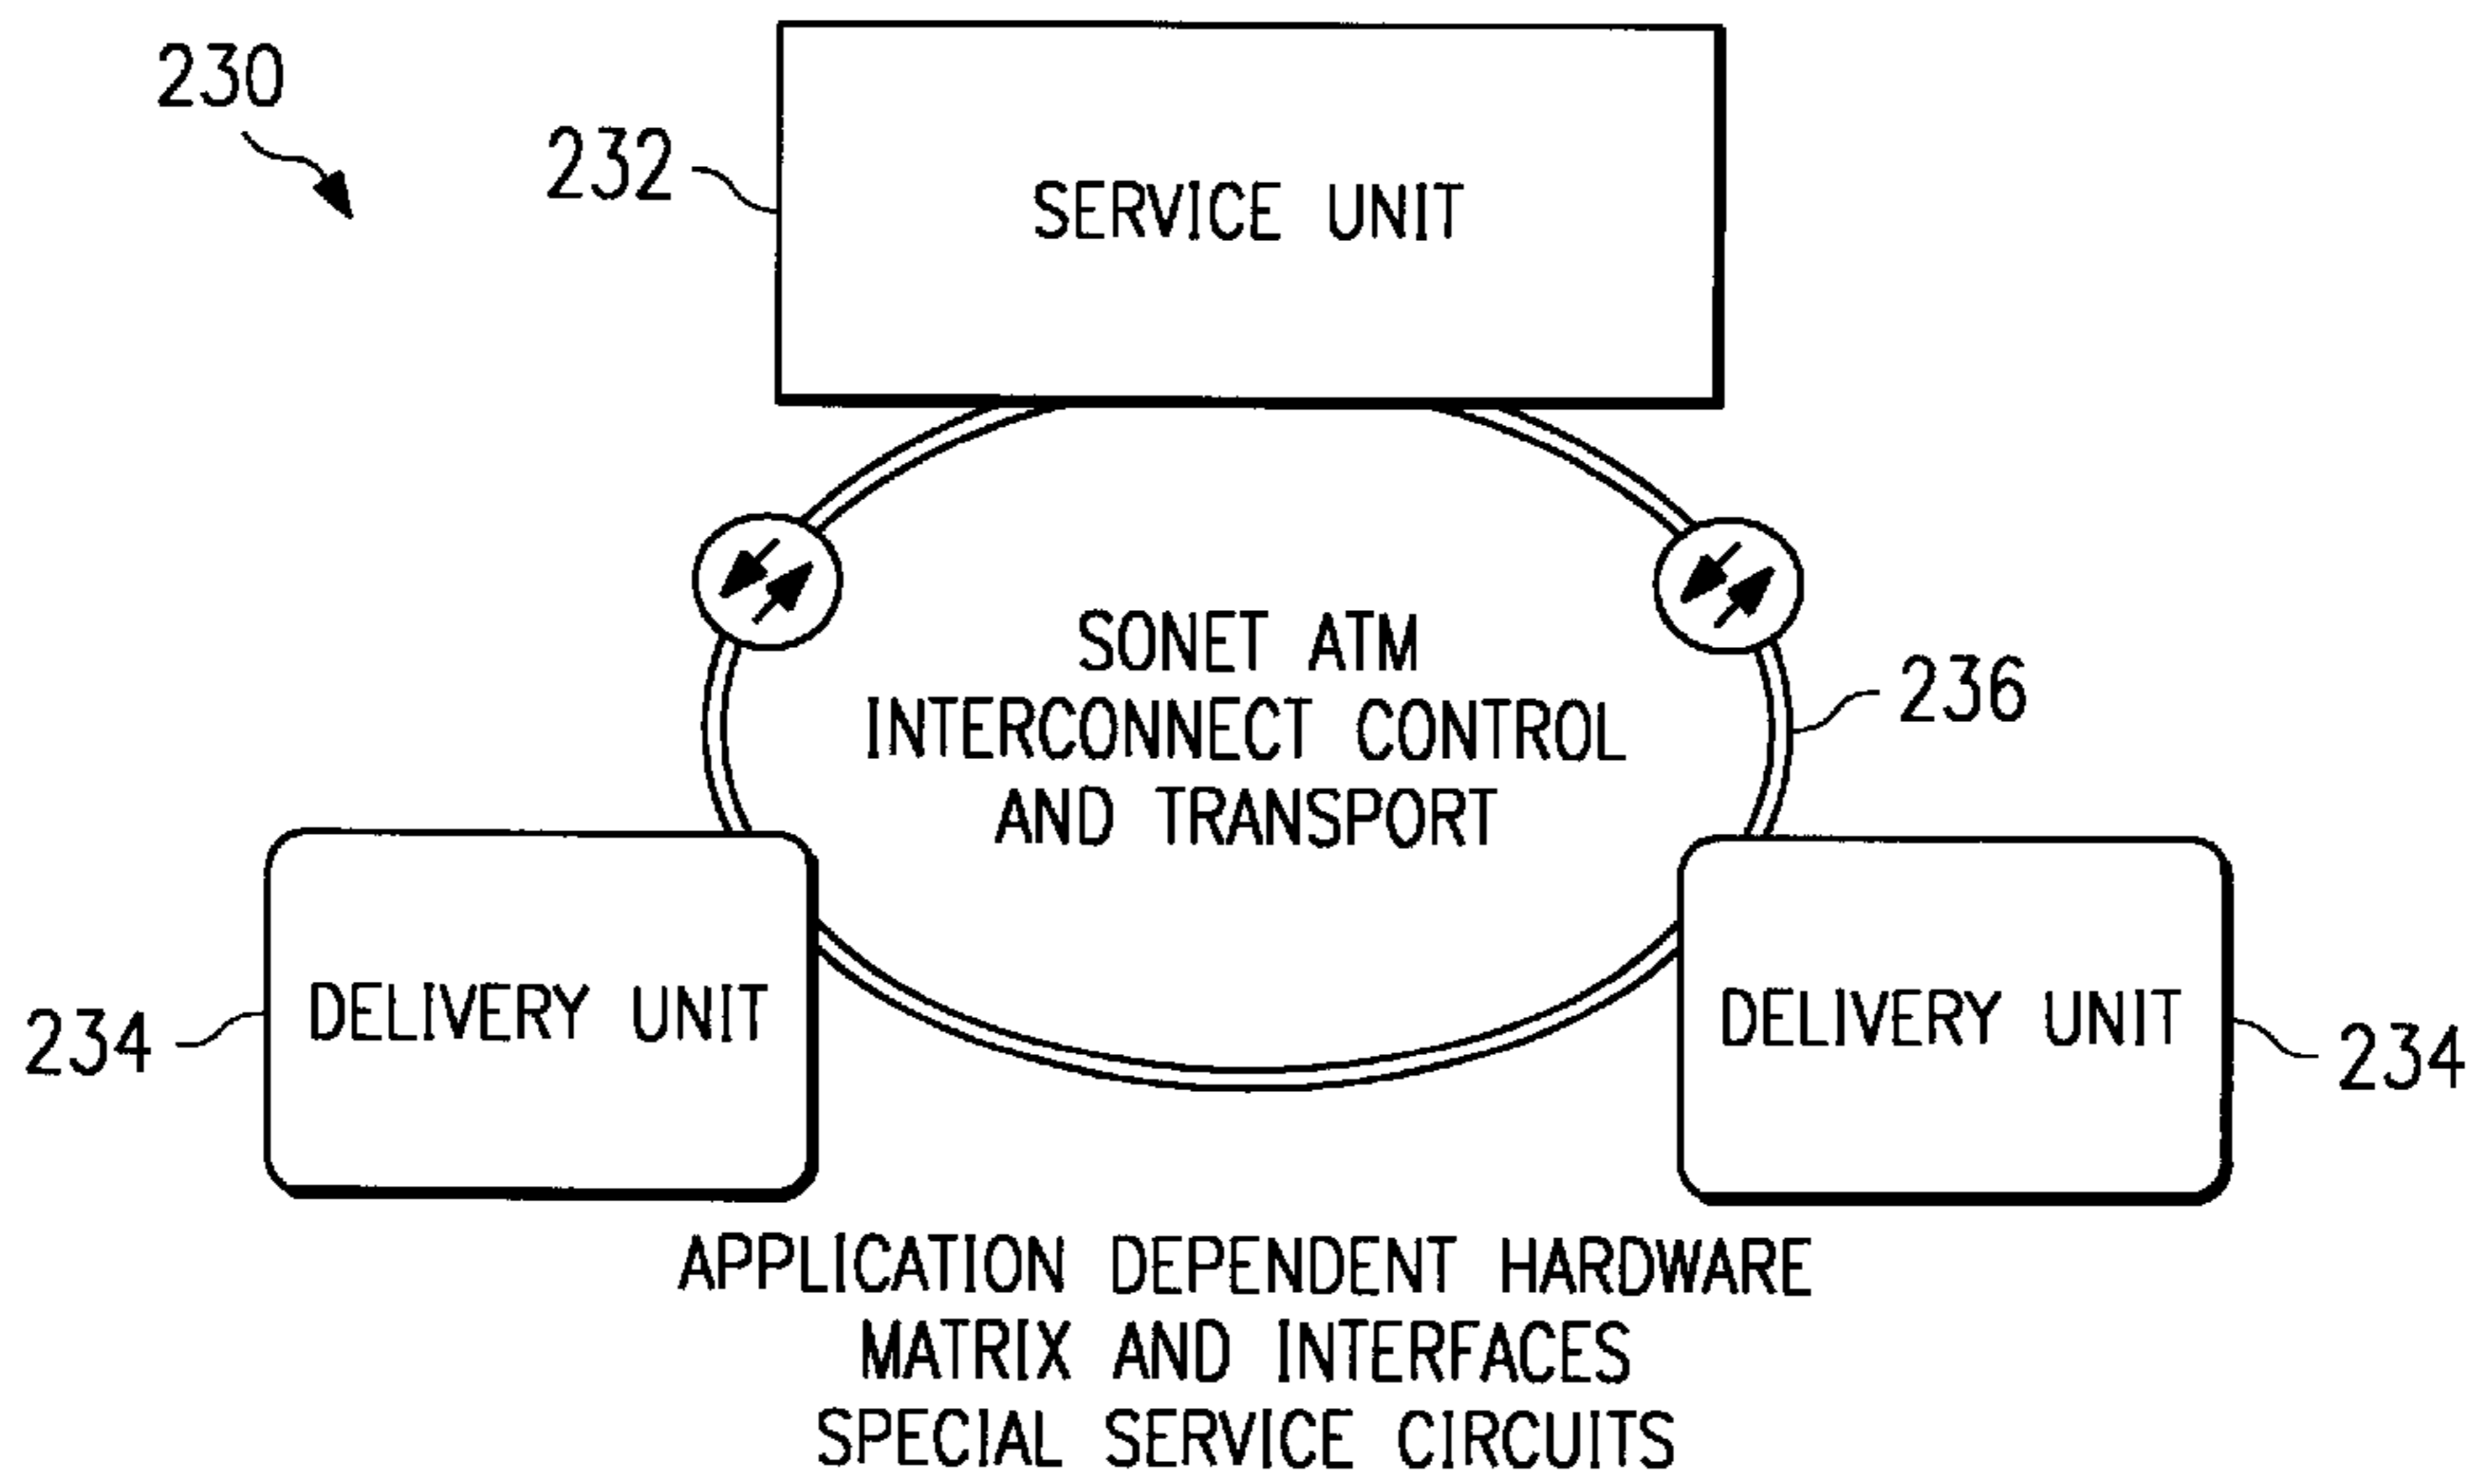 230
232
SERVICE UNIT
SONET ATM
INTERCONNECT CONTROL
AND TRANSPORT
236
234
DELIVERY UNIT
DELIVERY UNIT
234
APPLICATION DEPENDENT HARDWARE
MATRIX AND INTERFACES
SPECIAL SERVICE CIRCUITS